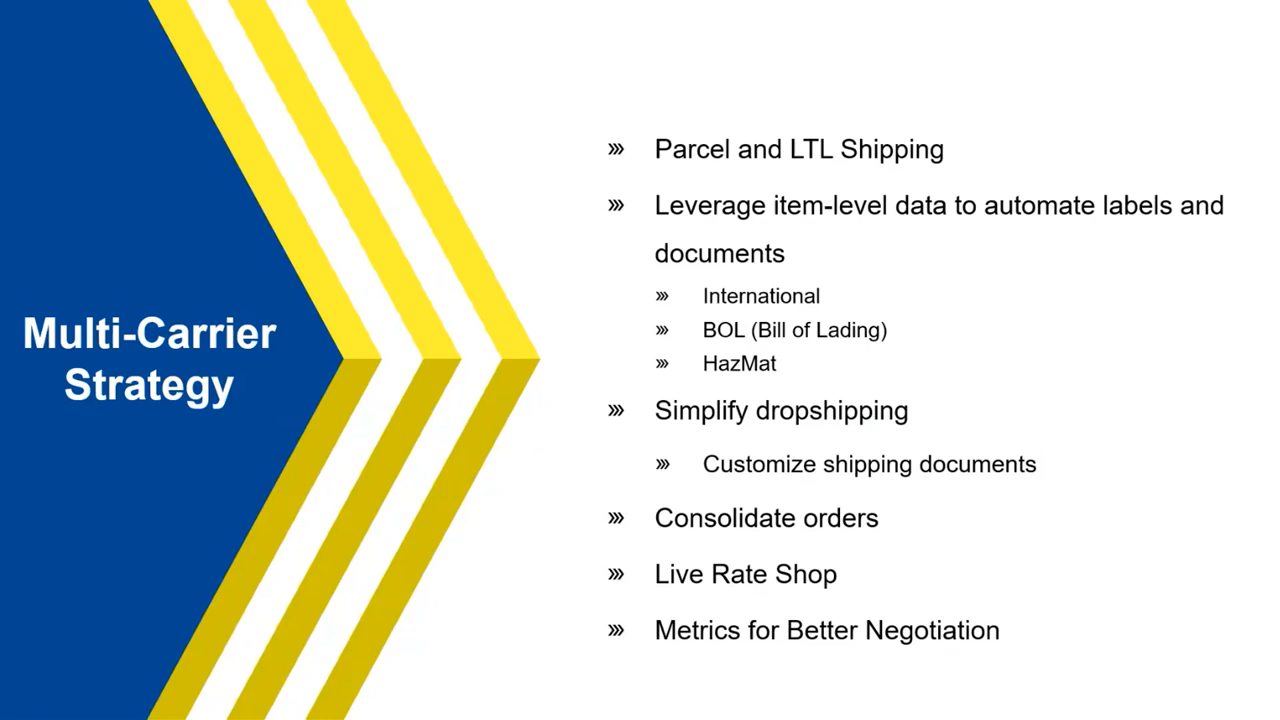 Multi-Carrier
Strategy
Parcel and LTL Shipping
Leverage item-level data to automate labels and
documents
International
BOL (Bill of Lading)
HazMat
Simplify dropshipping
Customize shipping documents
Consolidate orders
Live Rate Shop
Metrics for Better Negotiation